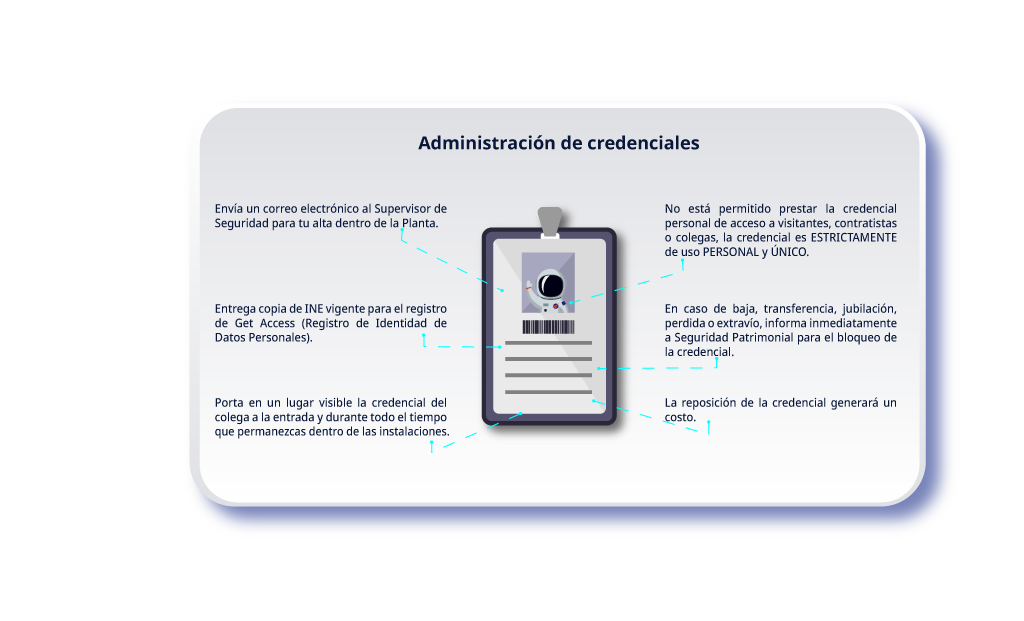 Administración de credenciales
Envía un correo electrónico al Supervisor de
Seguridad para tu alta dentro de la Planta.
Entrega copia de INE vigente para el registro
de Get Access (Registro de Identidad de
Datos Personales).
Porta en un lugar visible la credencial del
colega a la entrada y durante todo el tiempo
que permanezcas dentro de las instalaciones.
No está permitido prestar la credencial
personal de acceso a visitantes, contratistas
o colegas, la credencial es ESTRICTAMENTE
de uso PERSONAL y ÚNICO.
En caso de baja, transferencia, jubilación,
perdida o extravío, informa inmediatamente
a Seguridad Patrimonial para el bloqueo de
la credencial.
La reposición de la credencial generará un
costo.